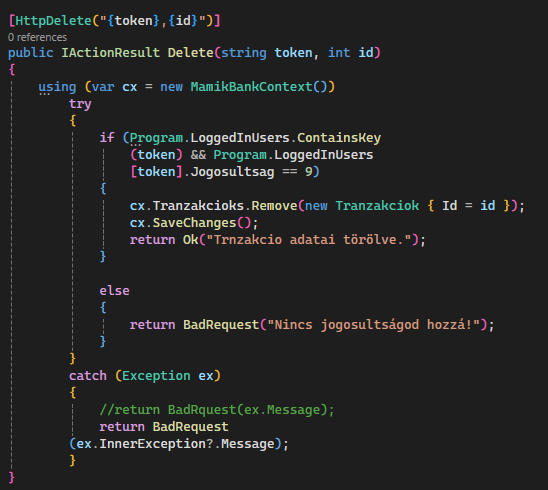 [HttpDelete("{token},{id}")]
0 references
public IActionResult Delete(string token, int id)
{
using (var cx = new MamikBankContext())
try
{
if (Program.LoggedInUsers.ContainsKey
(token) && Program.LoggedInUsers
[token].Jogosultsag == 9)
{
cx.Tranzakcioks.Remove(new Tranzakciok { Id = id });
cx.SaveChanges();
return Ok("Trnzakcio adatai törölve.");
}
else
{
return BadRequest("Nincs jogosultságod hozzá!");
}
}
catch (Exception ex)
{
//return BadRquest(ex.Message);
return BadRequest
(ex.InnerException?.Message);
}
}